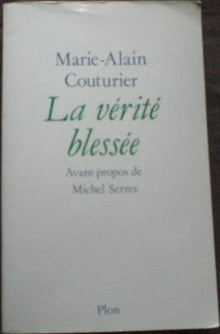 Marie-Alain
Couturier
La vérité
blessée
Avant-propos de
Michel Serres
Plon